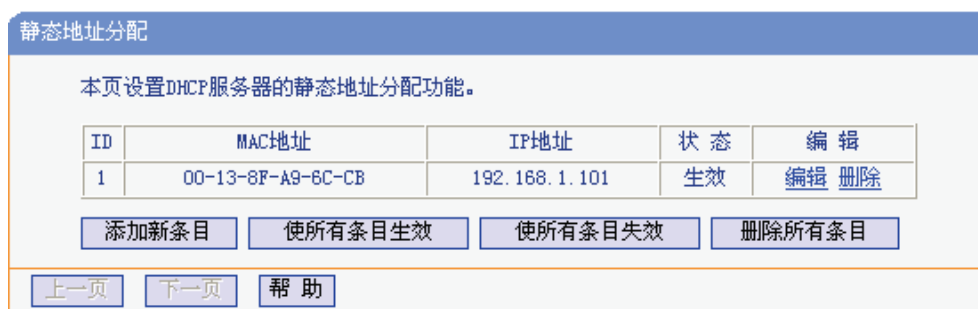 静态地址分配
本页设置DHCP服务器的静态地址分配功能。
ID MAC地址 IP地址 状 态 编 辑
1 00-13-8F-A9-6C-CB 192.168.1.101 生效 编辑 删除
添加新条目 使所有条目生效 使所有条目失效 删除所有条目
上一页 下一页 帮 助